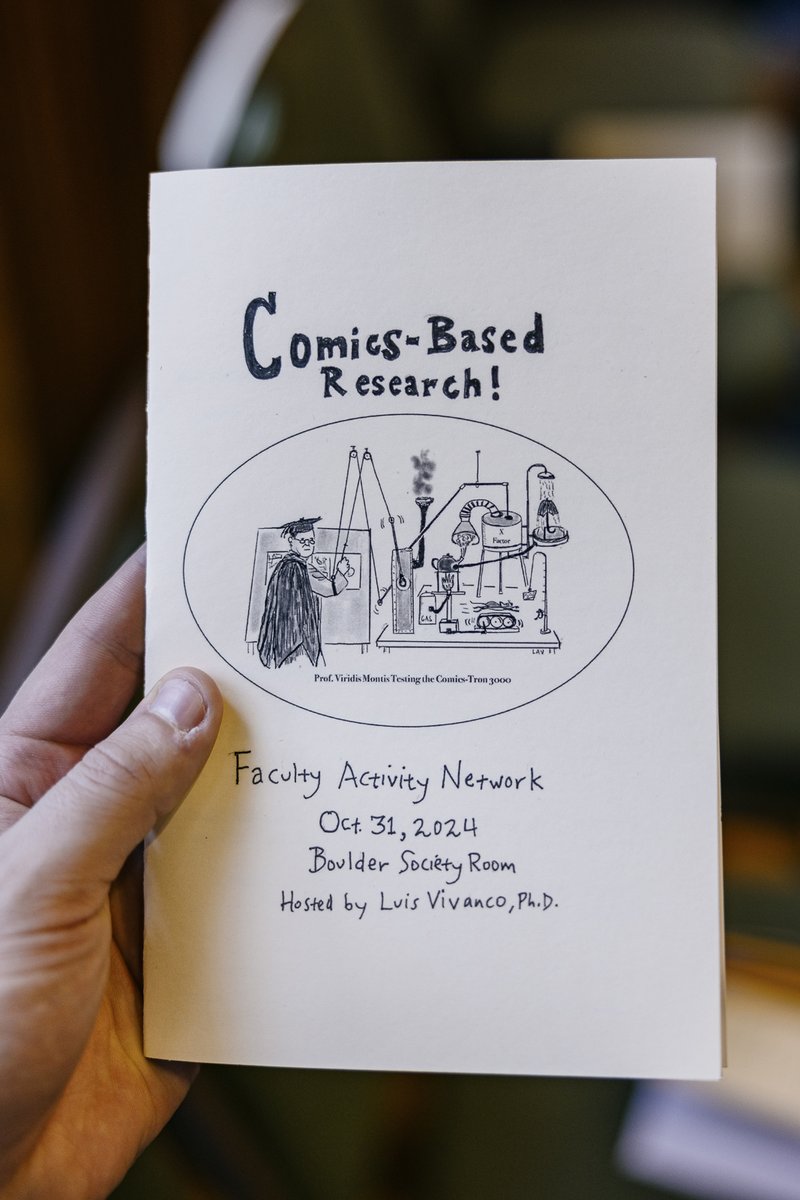 Comics-Based
Research!
X
Factor
GAS
LAV
Prof. Viridis Montis Testing the Comics-Tron 3000
Faculty Activity Network
Oct. 31, 2024
Boulder Society Room
Hosted by Luis Vivanco, Ph.D.